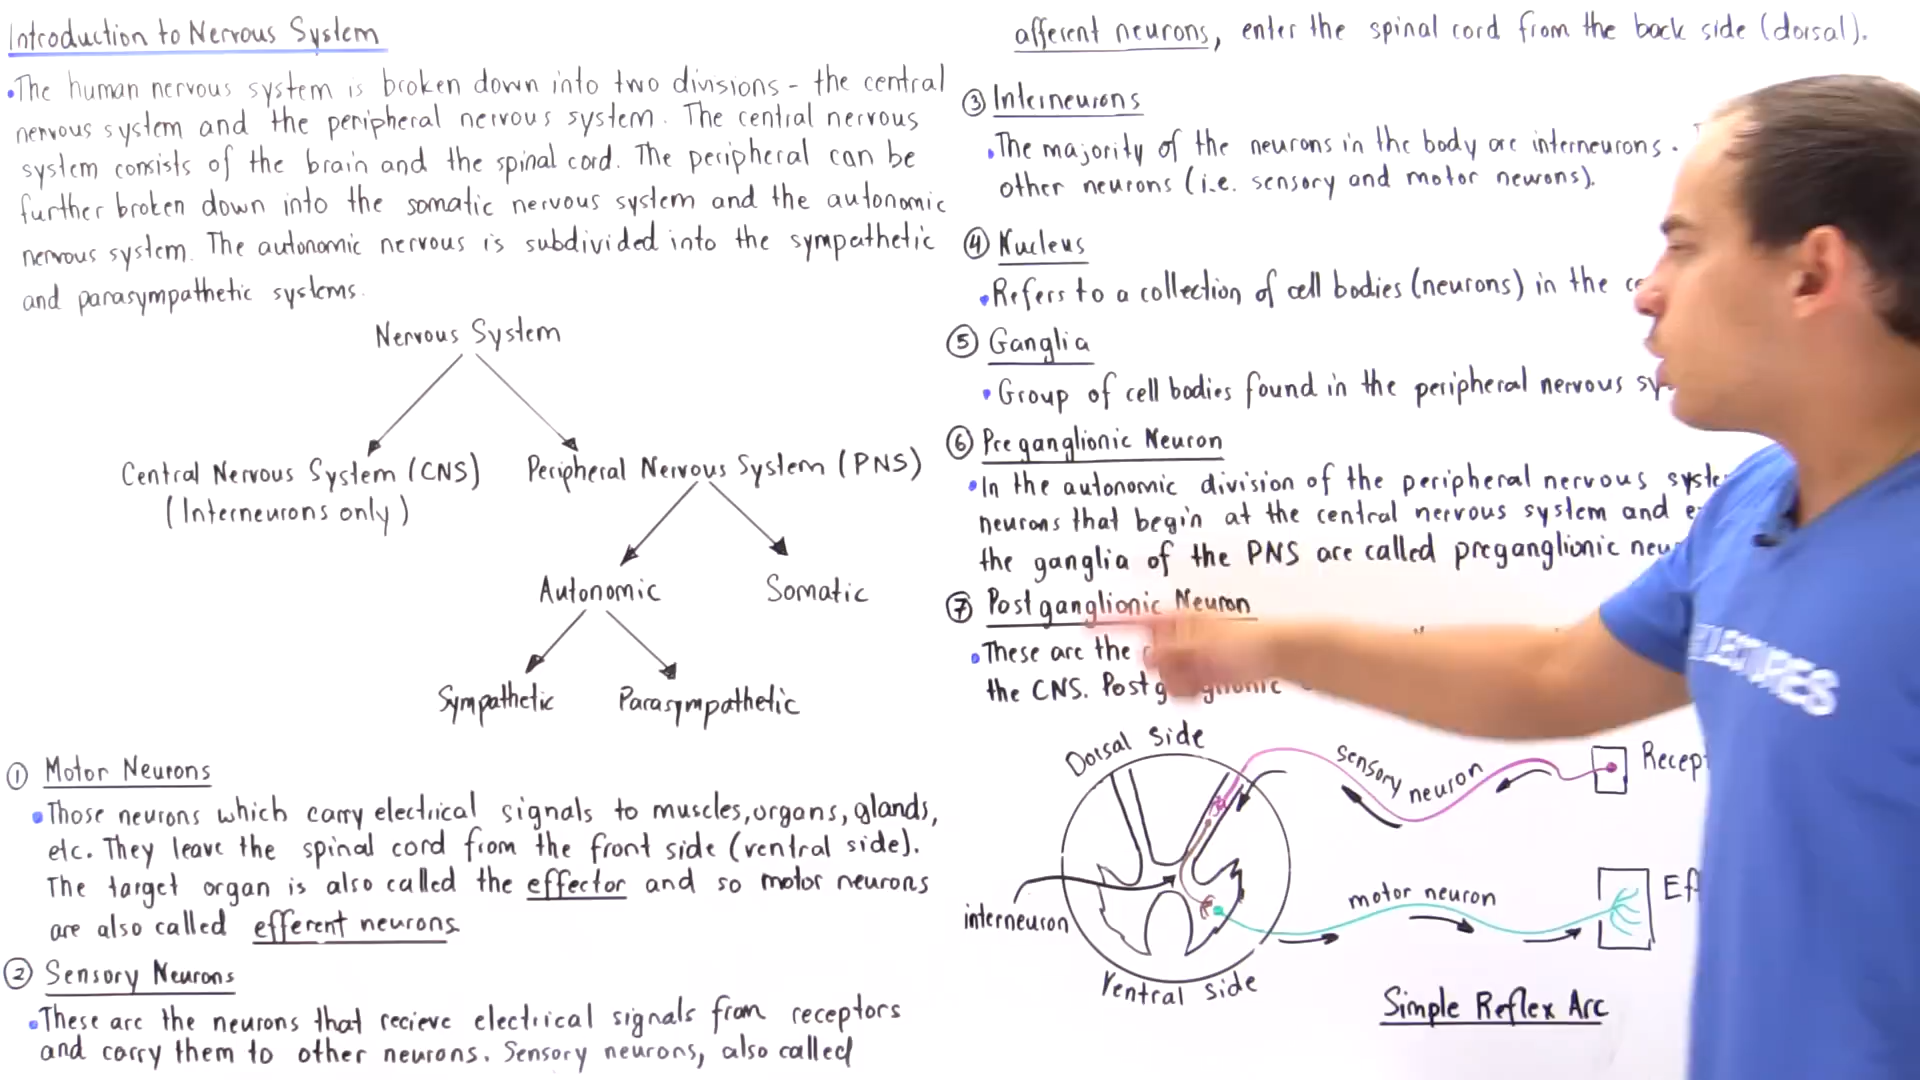 Introduction to Nervous System
•The human nervous system is broken down into two divisions - the central
nervous system and the peripheral nervous system. The central nervous
system consists of the brain and the spinal cord. The peripheral can be
further broken down into the somatic nervous system and the autonomic
nervous system. The autonomic nervous is subdivided into the sympathetic
and parasympathetic systems.
Nervous System
Central Nervous System (CNS)
(Interneurons only)
Peripheral Nervous System (PNS)
Autonomic
Somatic
Sympathetic
Parasympathetic
① Motor Neurons
•Those neurons which carry electrical signals to muscles, organs, glands,
etc. They leave the spinal cord from the front side (ventral side).
The target organ is also called the effector and so motor neurons
are also called efferent neurons.
② Sensory Neurons
•These are the neurons that recieve electrical signals from receptors
and carry them to other neurons. Sensory neurons, also called
afferent neurons, enter the spinal cord from the back side (dorsal).
③ Interneurons
•The majority of the neurons in the body are interneurons.
other neurons (i.e. sensory and motor neurons).
④ Nucleus
•Refers to a collection of cell bodies (neurons) in the
⑤ Ganglia
•Group of cell bodies found in the peripheral nervous
⑥ Preganglionic Neuron
•In the autonomic division of the peripheral nervous
neurons that begin at the central nervous system and
the ganglia of the PNS are called preganglionic
⑦ Postganglionic Neuron
•These are the
the CNS. Postganglionic
Dorsal side
sensory neuron
Recept
interneuron
motor neuron
Eff
Ventral side
Simple Reflex Arc
LECTURES